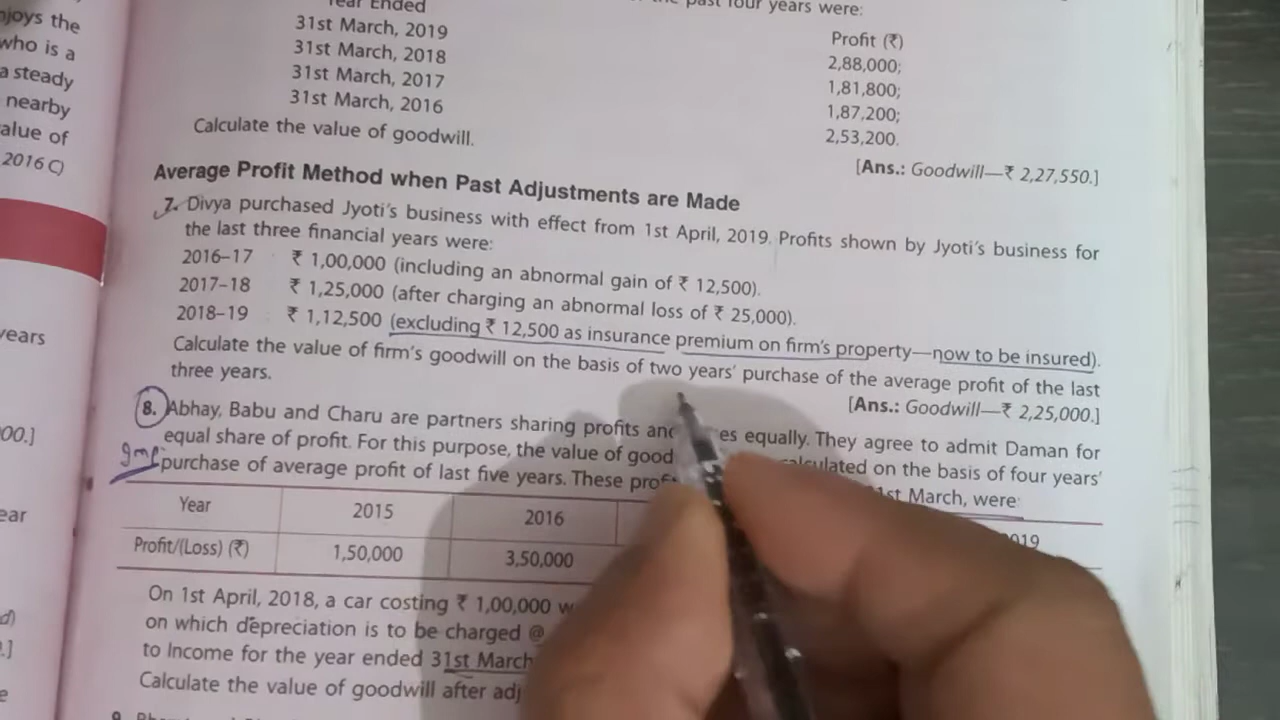 njoys the
who is a
a steady
nearby
alue of
2016 C)
years
00.]
ear
d)
.]
e
past four years were:
Year Ended
Profit (₹)
31st March, 2019
2,88,000;
31st March, 2018
1,81,800;
31st March, 2017
1,87,200;
31st March, 2016
2,53,200.
Calculate the value of goodwill.
[Ans.: Goodwill—₹ 2,27,550.]
Average Profit Method when Past Adjustments are Made
7. Divya purchased Jyoti's business with effect from 1st April, 2019. Profits shown by Jyoti's business for
the last three financial years were:
2016–17 ₹ 1,00,000 (including an abnormal gain of ₹ 12,500).
2017–18 ₹ 1,25,000 (after charging an abnormal loss of ₹ 25,000).
2018–19 ₹ 1,12,500 (excluding ₹ 12,500 as insurance premium on firm's property—now to be insured).
Calculate the value of firm's goodwill on the basis of two years' purchase of the average profit of the last
three years.
[Ans.: Goodwill—₹ 2,25,000.]
8. Abhay, Babu and Charu are partners sharing profits and es equally. They agree to admit Daman for
Imp
equal share of profit. For this purpose, the value of good calculated on the basis of four years'
purchase of average profit of last five years. These 1st March, were:
Year 2015 2016 2019
Profit/(Loss) (₹) 1,50,000 3,50,000
On 1st April, 2018, a car costing ₹ 1,00,000 w
on which depreciation is to be charged @
to Income for the year ended 31st March
Calculate the value of goodwill after adj